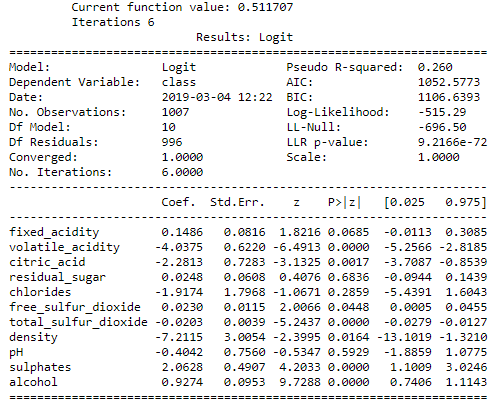 Current function value: 0.511707
Iterations 6
Results: Logit
=================================================================
Model: Logit Pseudo R-squared: 0.260
Dependent Variable: class AIC: 1052.5773
Date: 2019-03-04 12:22 BIC: 1106.6393
No. Observations: 1007 Log-Likelihood: -515.29
Df Model: 10 LL-Null: -696.50
Df Residuals: 996 LLR p-value: 9.2166e-72
Converged: 1.0000 Scale: 1.0000
No. Iterations: 6.0000
-----------------------------------------------------------------
Coef. Std.Err. z P>|z| [0.025 0.975]
-----------------------------------------------------------------
fixed_acidity 0.1486 0.0816 1.8216 0.0685 -0.0113 0.3085
volatile_acidity -4.0375 0.6220 -6.4913 0.0000 -5.2566 -2.8185
citric_acid -2.2813 0.7283 -3.1325 0.0017 -3.7087 -0.8539
residual_sugar 0.0248 0.0608 0.4076 0.6836 -0.0944 0.1439
chlorides -1.9174 1.7968 -1.0671 0.2859 -5.4391 1.6043
free_sulfur_dioxide 0.0230 0.0115 2.0066 0.0448 0.0005 0.0455
total_sulfur_dioxide -0.0203 0.0039 -5.2437 0.0000 -0.0279 -0.0127
density -7.2115 3.0054 -2.3995 0.0164 -13.1019 -1.3210
pH -0.4042 0.7560 -0.5347 0.5929 -1.8859 1.0775
sulphates 2.0628 0.4907 4.2033 0.0000 1.1009 3.0246
alcohol 0.9274 0.0953 9.7288 0.0000 0.7406 1.1143
=================================================================